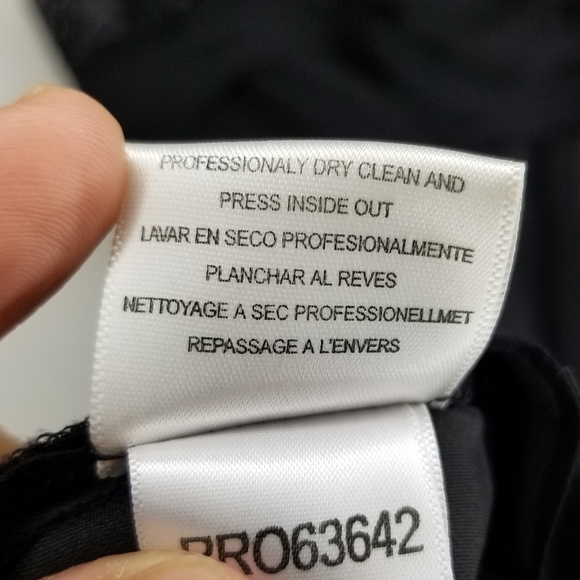 PROFESSIONALY DRY CLEAN AND
PRESS INSIDE OUT
LAVAR EN SECO PROFESIONALMENTE
PLANCHAR AL REVES
NETTOYAGE A SEC PROFESSIONELLMET
REPASSAGE A L'ENVERS